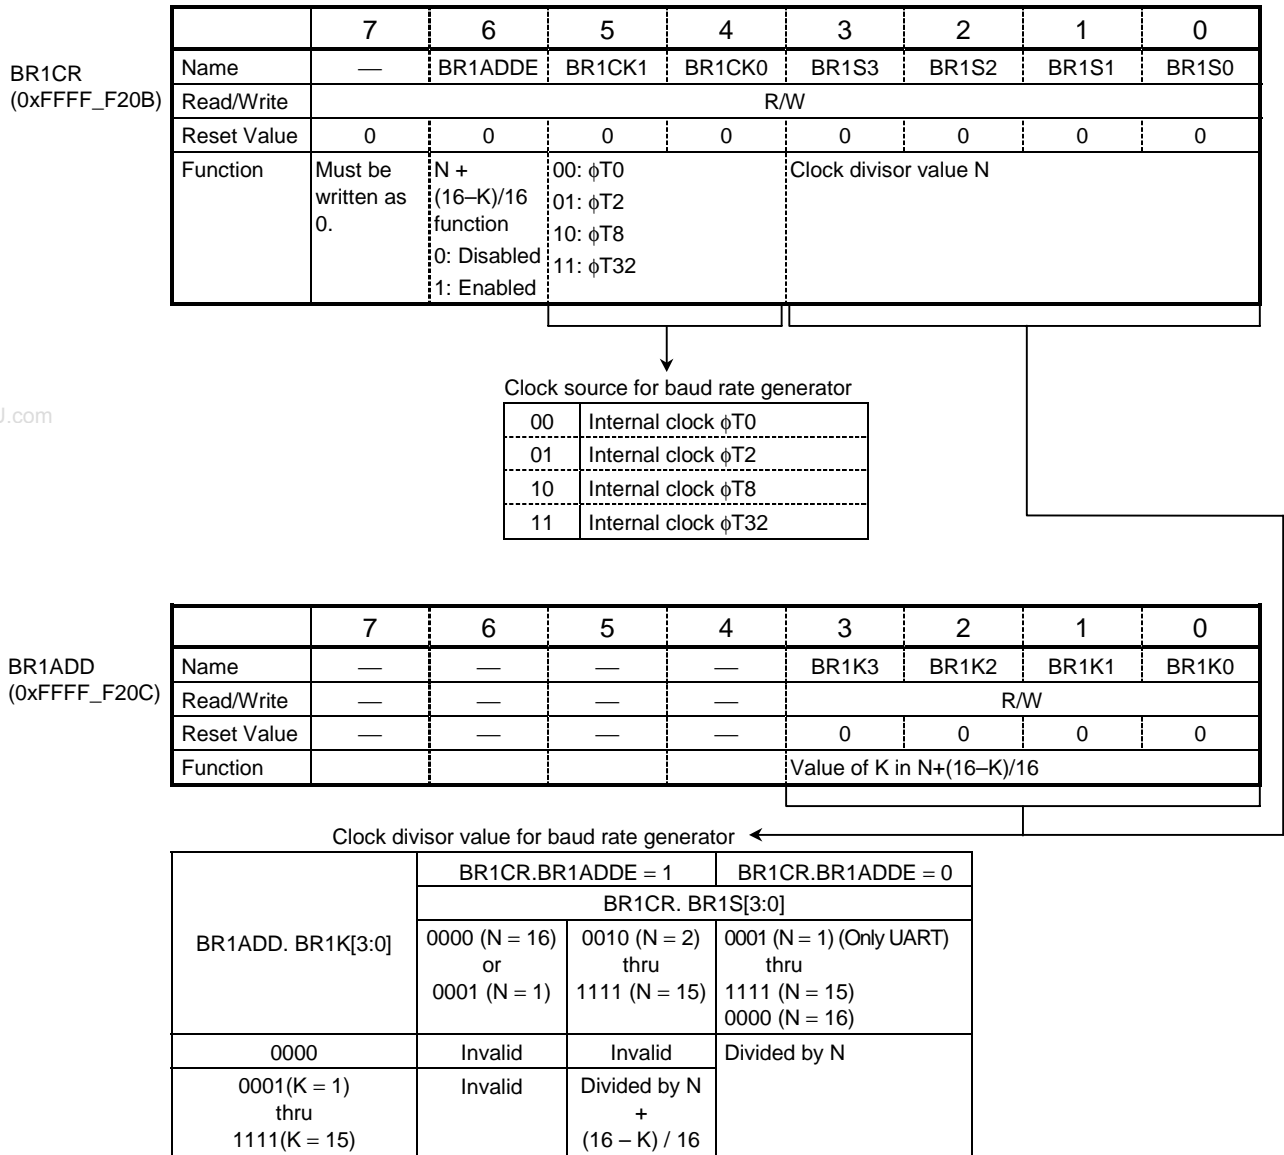 7 6 5 4 3 2 1 0
BR1CR
(0xFFFF_F20B)
Name — BR1ADDE BR1CK1 BR1CK0 BR1S3 BR1S2 BR1S1 BR1S0
Read/Write R/W
Reset Value 0 0 0 0 0 0 0 0
Function Must be written as 0. N + (16–K)/16 function 0: Disabled 1: Enabled 00: ϕT0 01: ϕT2 10: ϕT8 11: ϕT32 Clock divisor value N
Clock source for baud rate generator
J.com
00 Internal clock ϕT0
01 Internal clock ϕT2
10 Internal clock ϕT8
11 Internal clock ϕT32
7 6 5 4 3 2 1 0
BR1ADD
(0xFFFF_F20C)
Name — — — — BR1K3 BR1K2 BR1K1 BR1K0
Read/Write — — — — R/W
Reset Value — — — — 0 0 0 0
Function Value of K in N+(16–K)/16
Clock divisor value for baud rate generator
BR1CR.BR1ADDE = 1 BR1CR.BR1ADDE = 0
BR1CR. BR1S[3:0]
BR1ADD. BR1K[3:0]
0000 (N = 16) 0010 (N = 2) 0001 (N = 1) (Only UART)
or thru thru
0001 (N = 1) 1111 (N = 15) 1111 (N = 15)
0000 (N = 16)
0000 Invalid Invalid Divided by N
0001(K = 1) Invalid Divided by N
thru +
1111(K = 15) (16 – K) / 16